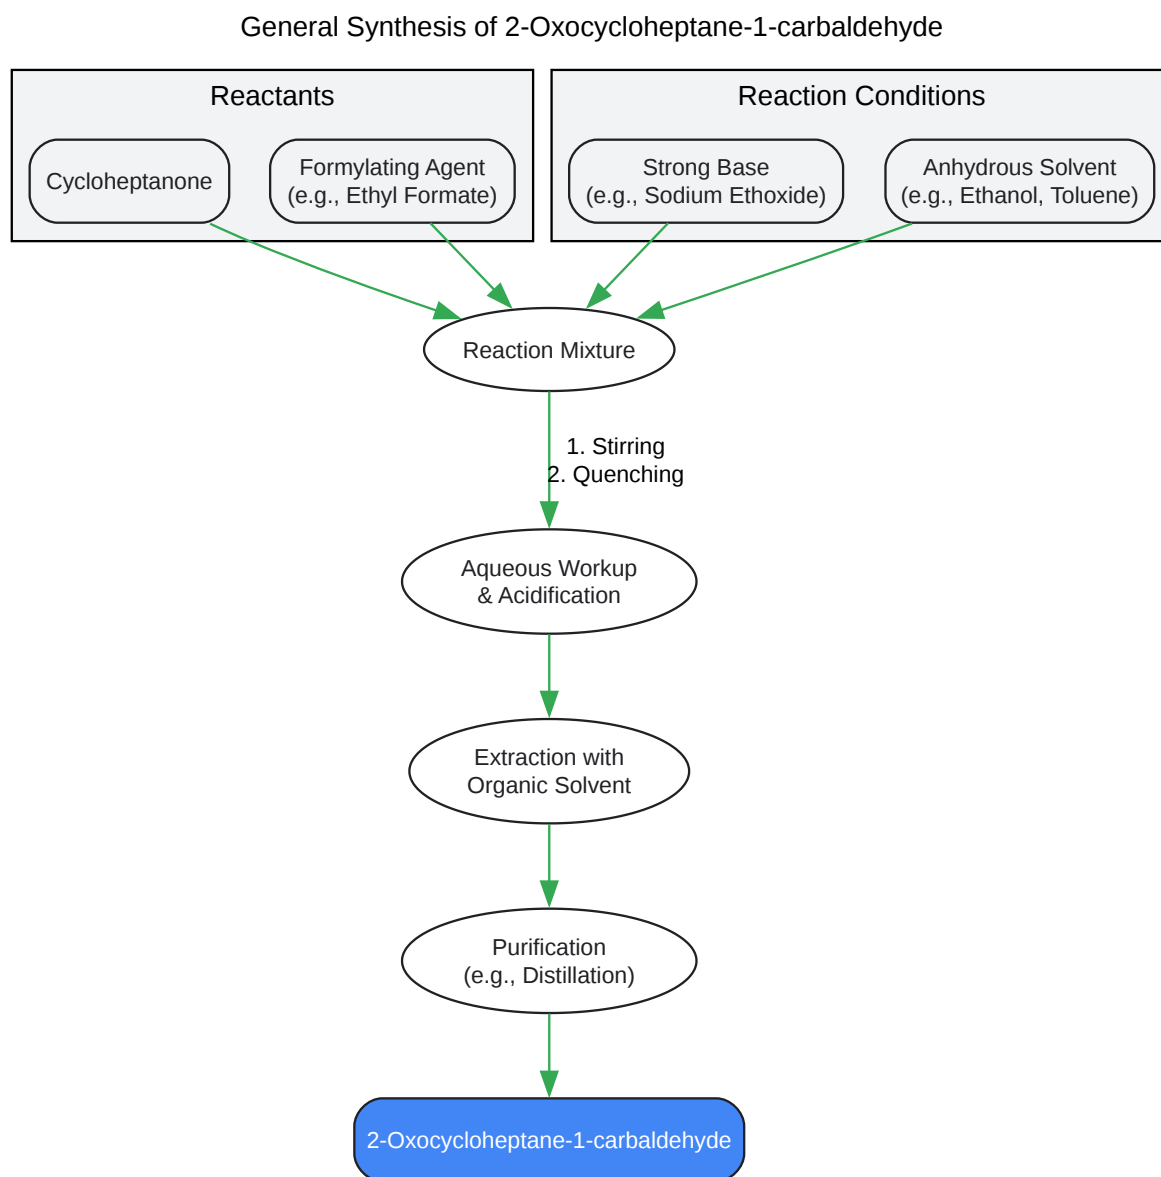 General Synthesis of 2-Oxocycloheptane-1-carbaldehyde
Reactants
Reaction Conditions
Cycloheptanone
Formylating Agent
(e.g., Ethyl Formate)
Strong Base
(e.g., Sodium Ethoxide)
Anhydrous Solvent
(e.g., Ethanol, Toluene)
Reaction Mixture
1. Stirring
2. Quenching
Aqueous Workup
& Acidification
Extraction with
Organic Solvent
Purification
(e.g., Distillation)
2-Oxocycloheptane-1-carbaldehyde